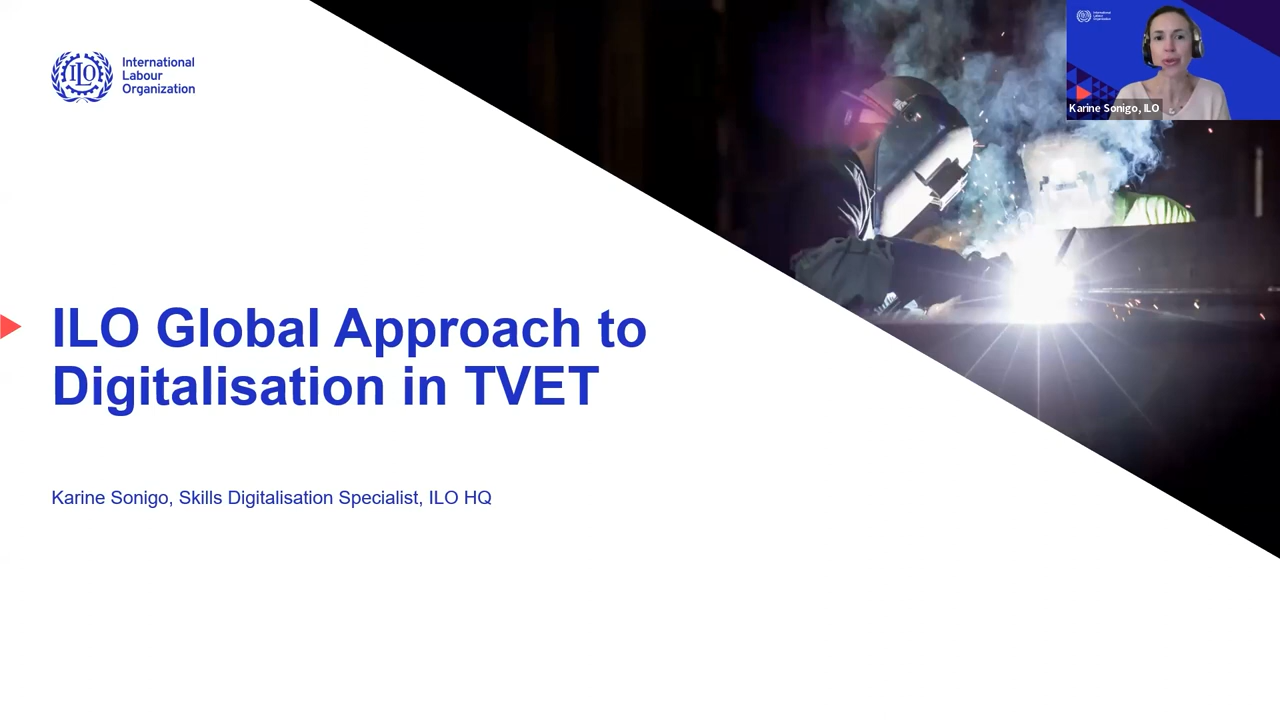 ILO
International
Labour
Organization
Karine Sonigo, ILO
ILO Global Approach to
Digitalisation in TVET
Karine Sonigo, Skills Digitalisation Specialist, ILO HQ